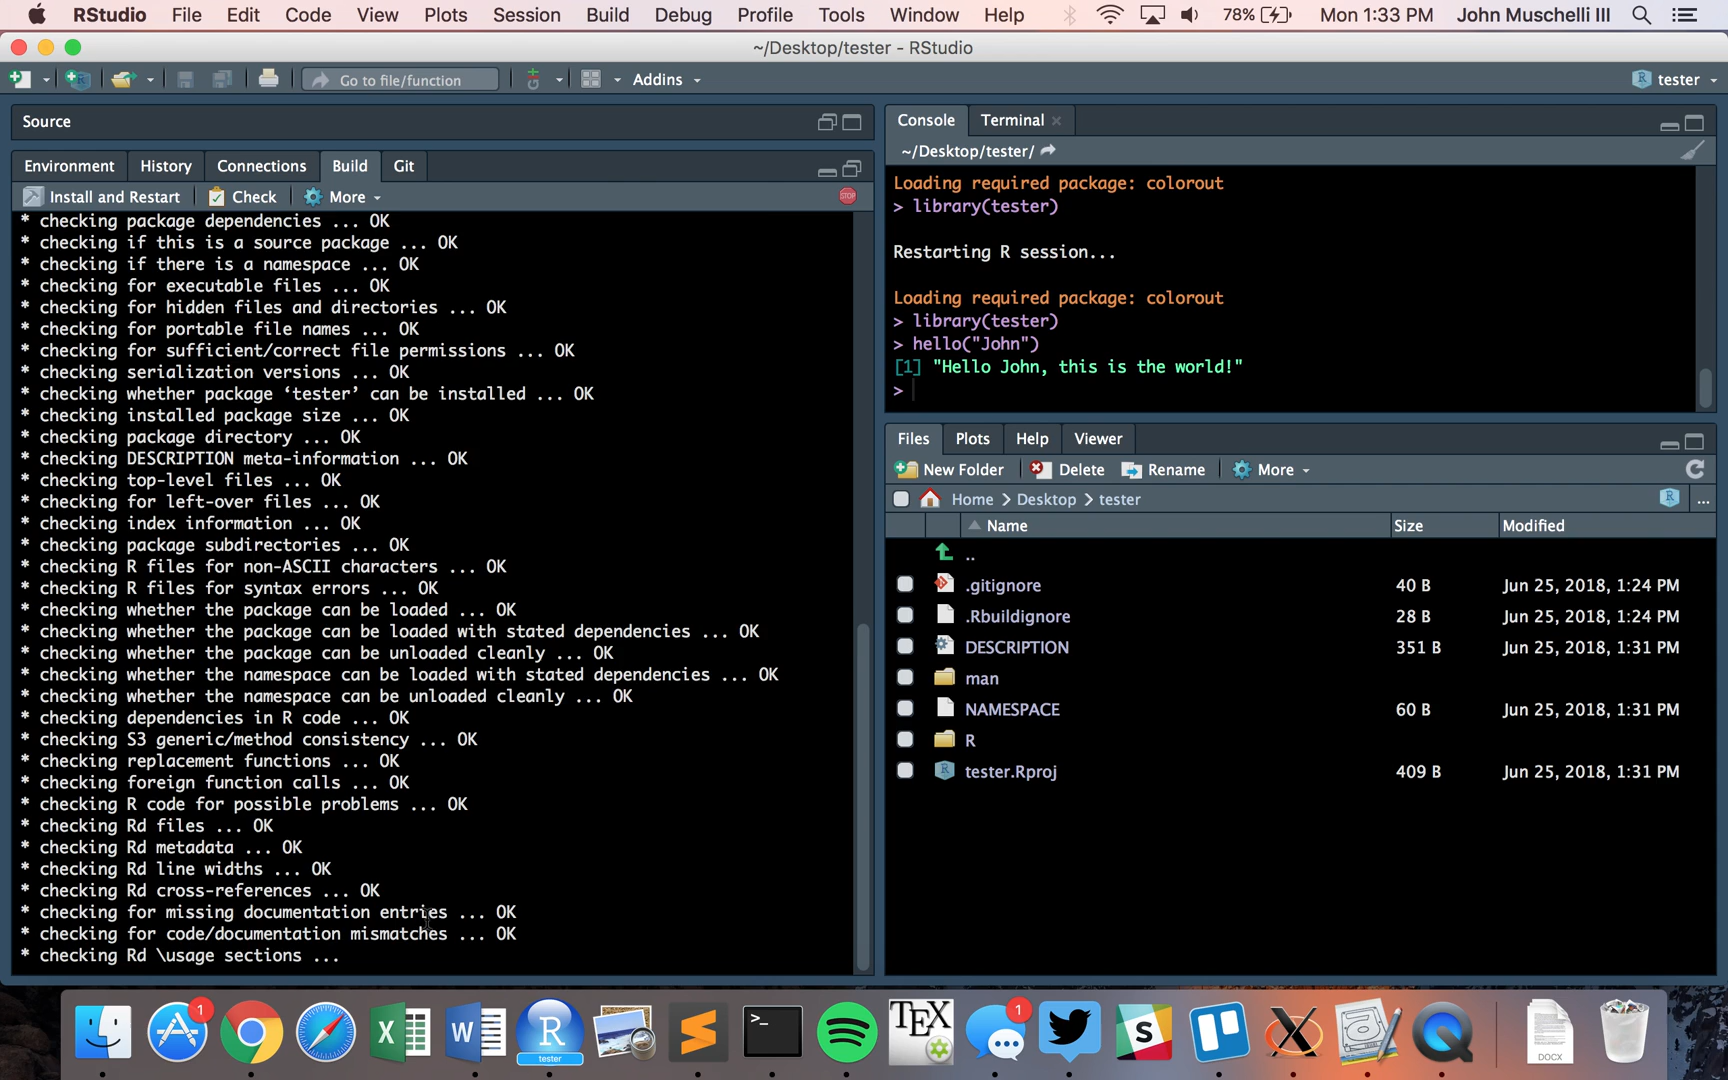 RStudio File Edit Code View Plots Session Build Debug Profile Tools Window Help 78% Mon 1:33 PM John Muschelli III
~/Desktop/tester - RStudio
Go to file/function Addins tester
Source
Environment History Connections Build Git
Install and Restart Check More STOP
* checking package dependencies ... OK
* checking if this is a source package ... OK
* checking if there is a namespace ... OK
* checking for executable files ... OK
* checking for hidden files and directories ... OK
* checking for portable file names ... OK
* checking for sufficient/correct file permissions ... OK
* checking serialization versions ... OK
* checking whether package ‘tester’ can be installed ... OK
* checking installed package size ... OK
* checking package directory ... OK
* checking DESCRIPTION meta-information ... OK
* checking top-level files ... OK
* checking for left-over files ... OK
* checking index information ... OK
* checking package subdirectories ... OK
* checking R files for non-ASCII characters ... OK
* checking R files for syntax errors ... OK
* checking whether the package can be loaded ... OK
* checking whether the package can be loaded with stated dependencies ... OK
* checking whether the package can be unloaded cleanly ... OK
* checking whether the namespace can be loaded with stated dependencies ... OK
* checking whether the namespace can be unloaded cleanly ... OK
* checking dependencies in R code ... OK
* checking S3 generic/method consistency ... OK
* checking replacement functions ... OK
* checking foreign function calls ... OK
* checking R code for possible problems ... OK
* checking Rd files ... OK
* checking Rd metadata ... OK
* checking Rd line widths ... OK
* checking Rd cross-references ... OK
* checking for missing documentation entries ... OK
* checking for code/documentation mismatches ... OK
* checking Rd \usage sections ...
Console Terminal
~/Desktop/tester/
Loading required package: colorout
> library(tester)
Restarting R session...
Loading required package: colorout
> library(tester)
> hello("John")
[1] "Hello John, this is the world!"
>
Files Plots Help Viewer
New Folder Delete Rename More
Home > Desktop > tester ...
Name Size Modified
..
.gitignore 40 B Jun 25, 2018, 1:24 PM
.Rbuildignore 28 B Jun 25, 2018, 1:24 PM
DESCRIPTION 351 B Jun 25, 2018, 1:31 PM
man
NAMESPACE 60 B Jun 25, 2018, 1:31 PM
R
tester.Rproj 409 B Jun 25, 2018, 1:31 PM
1 X W R tester >_ TEX 1 S X DOCX